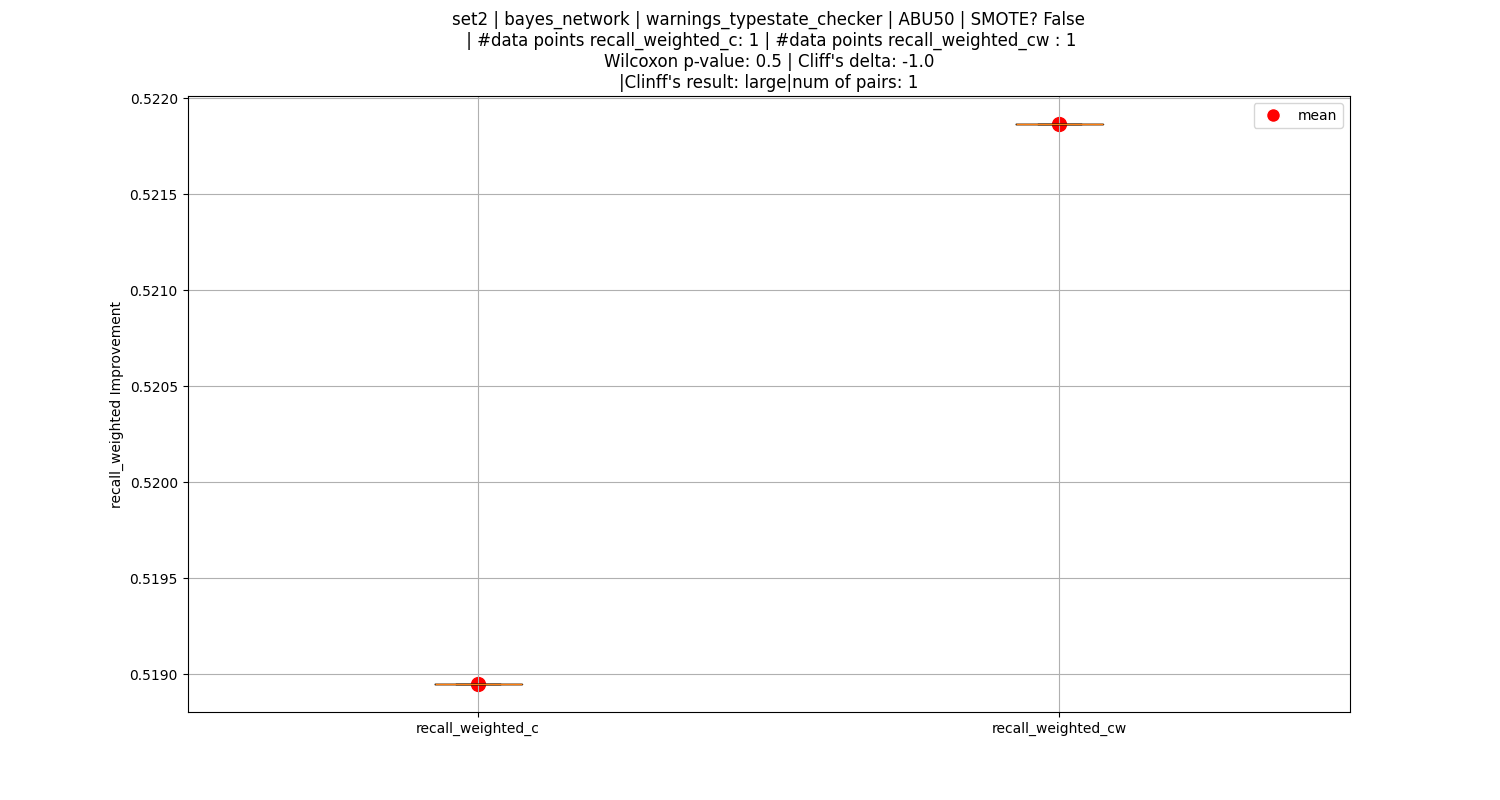 set2 | bayes_network | warnings_typestate_checker | ABU50 | SMOTE? False
| #data points recall_weighted_c: 1 | #data points recall_weighted_cw : 1
Wilcoxon p-value: 0.5 | Cliff's delta: -1.0
|Clinff's result: large|num of pairs: 1
mean
0.5220
0.5215
0.5210
0.5205
0.5200
0.5195
0.5190
recall_weighted Improvement
recall_weighted_c
recall_weighted_cw